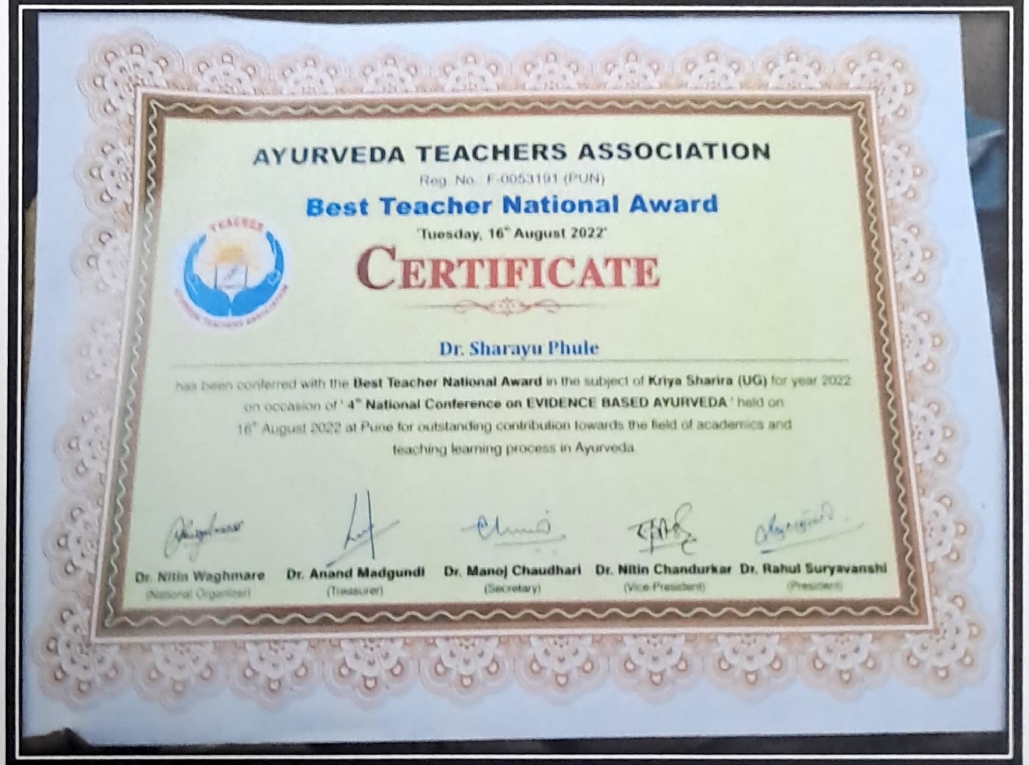 AYURVEDA TEACHERS ASSOCIATION
Reg. No. F-0053191 (PUN)
Best Teacher National Award
'Tuesday, 16th August 2022'
CERTIFICATE
TEACHER
Dr. Sharayu Phule
has been conferred with the Best Teacher National Award in the subject of Kriya Sharira (UG) for year 2022
on occasion of ' 4th National Conference on EVIDENCE BASED AYURVEDA ' held on
16th August 2022 at Pune for outstanding contribution towards the field of academics and
teaching learning process in Ayurveda.
Dr. Nitin Waghmare Dr. Anand Madgundi Dr. Manoj Chaudhari Dr. Nitin Chandurkar Dr. Rahul Suryavanshi
(National Organizer) (Treasurer) (Secretary) (Vice-President) (President)